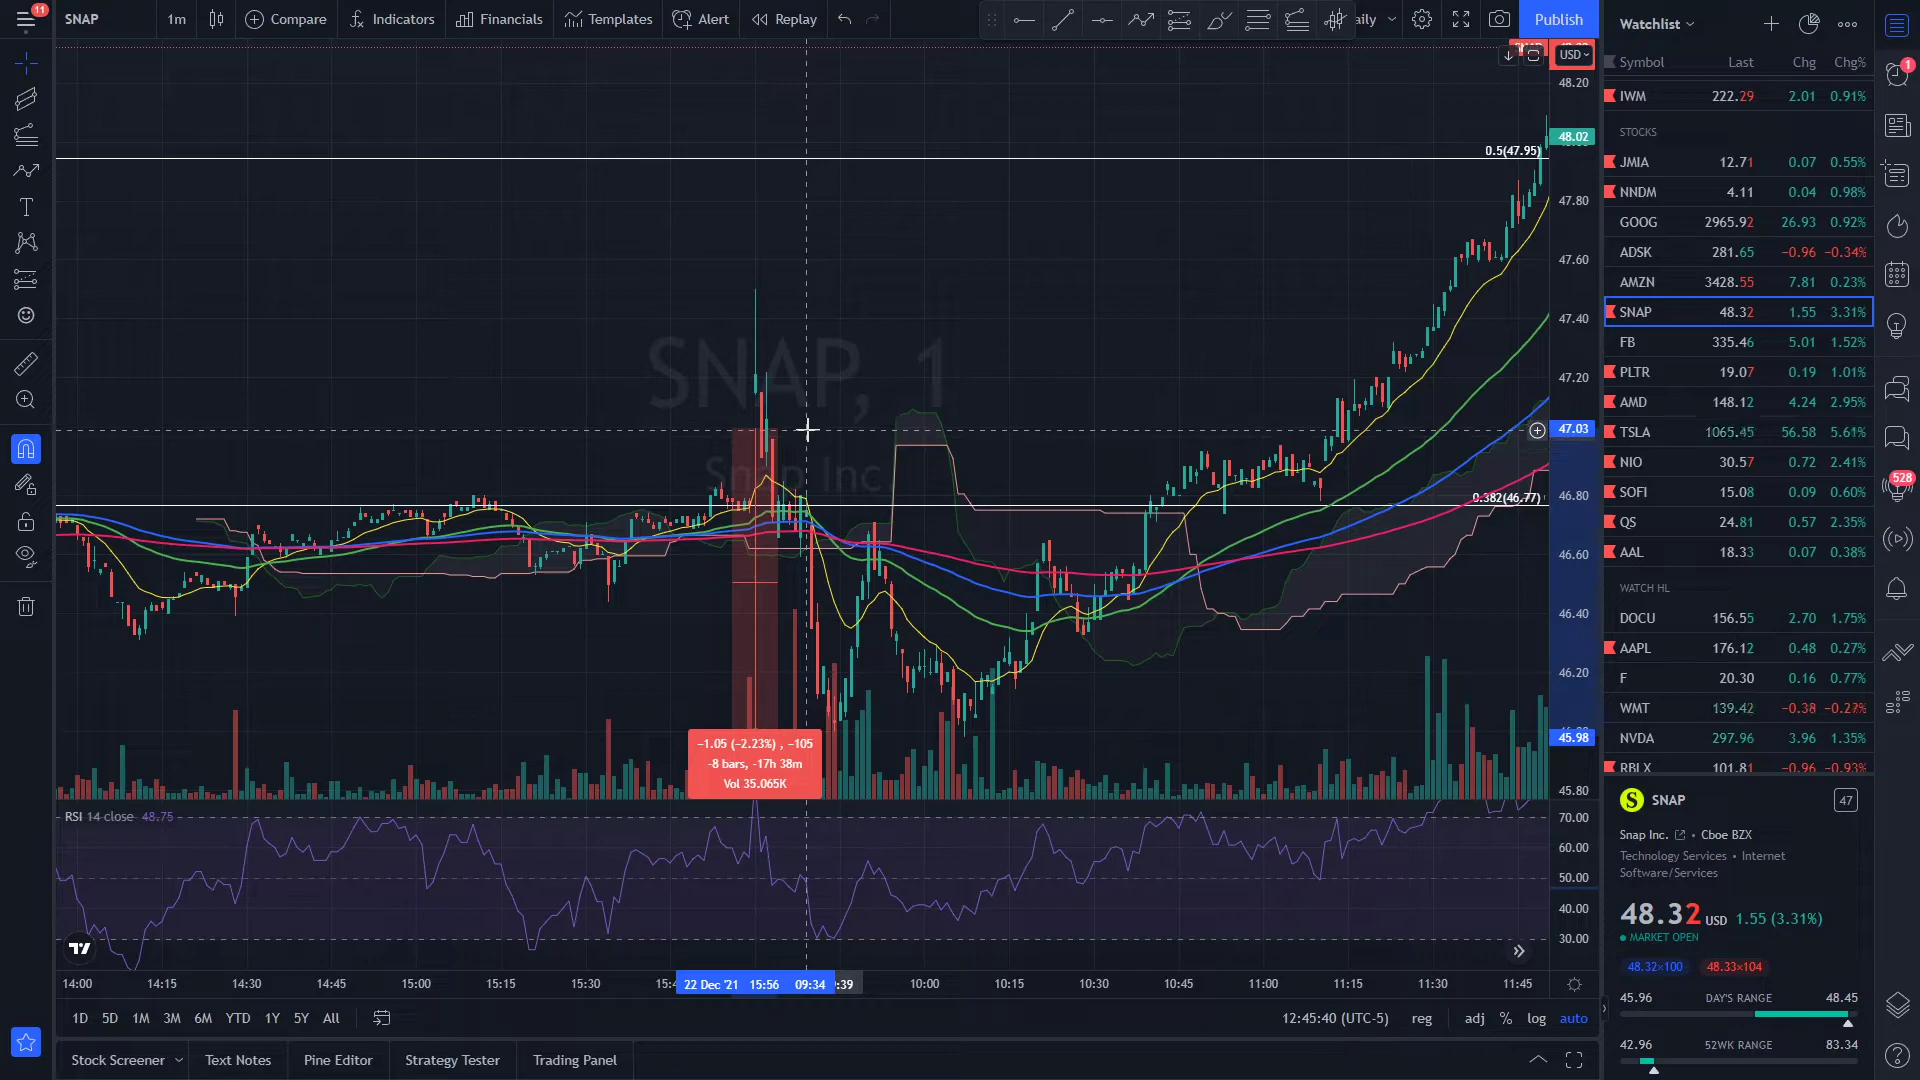 11
SNAP
1m
Compare
Indicators
Financials
Templates
Alert
Replay
Publish
SNAP, 1
Snap Inc.
0.5(47.95)
0.382(46.77)
−1.05 (−2.23%) , −105
-8 bars, -17h 38m
Vol 35.065K
USD
48.20
48.02
47.80
47.60
47.40
47.20
47.03
46.80
46.60
46.40
46.20
45.98
45.80
RSI 14 close 48.75
70.00
60.00
50.00
40.00
30.00
14:00 14:15 14:30 14:45 15:00 15:15 15:30 22 Dec '21 15:56 09:34 :39 10:00 10:15 10:30 10:45 11:00 11:15 11:30 11:45
1D 5D 1M 3M 6M YTD 1Y 5Y All
12:45:40 (UTC-5) reg adj % log auto
Stock Screener Text Notes Pine Editor Strategy Tester Trading Panel
Watchlist
Symbol Last Chg Chg%
IWM 222.29 2.01 0.91%
STOCKS
JMIA 12.71 0.07 0.55%
NNDM 4.11 0.04 0.98%
GOOG 2965.92 26.93 0.92%
ADSK 281.65 −0.96 −0.34%
AMZN 3428.55 7.81 0.23%
SNAP 48.32 1.55 3.31%
FB 335.46 5.01 1.52%
PLTR 19.07 0.19 1.01%
AMD 148.12 4.24 2.95%
TSLA 1065.45 56.58 5.61%
NIO 30.57 0.72 2.41%
SOFI 15.08 0.09 0.60%
QS 24.81 0.57 2.35%
AAL 18.33 0.07 0.38%
WATCH HL
DOCU 156.55 2.70 1.75%
AAPL 176.12 0.48 0.27%
F 20.30 0.16 0.77%
WMT 139.42 −0.38 −0.27%
NVDA 297.96 3.96 1.35%
RBLX 101.81 −0.96 −0.93%
SNAP 47
Snap Inc. • Cboe BZX
Technology Services • Internet
Software/Services
48.32 USD 1.55 (3.31%)
MARKET OPEN
48.32×100 48.33×104
45.96 DAY'S RANGE 48.45
42.96 52WK RANGE 83.34
1
528